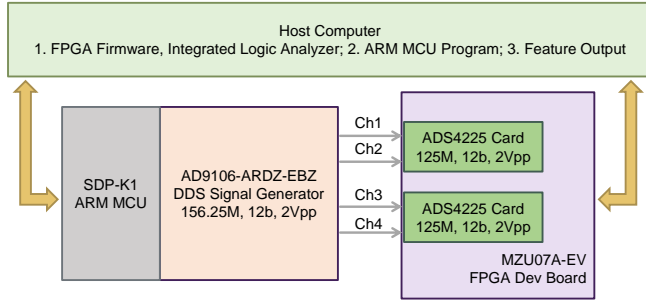 Host Computer
1. FPGA Firmware, Integrated Logic Analyzer; 2. ARM MCU Program; 3. Feature Output
SDP-K1
ARM MCU
AD9106-ARDZ-EBZ
DDS Signal Generator
156.25M, 12b, 2Vpp
Ch1
Ch2
Ch3
Ch4
ADS4225 Card
125M, 12b, 2Vpp
ADS4225 Card
125M, 12b, 2Vpp
MZU07A-EV
FPGA Dev Board